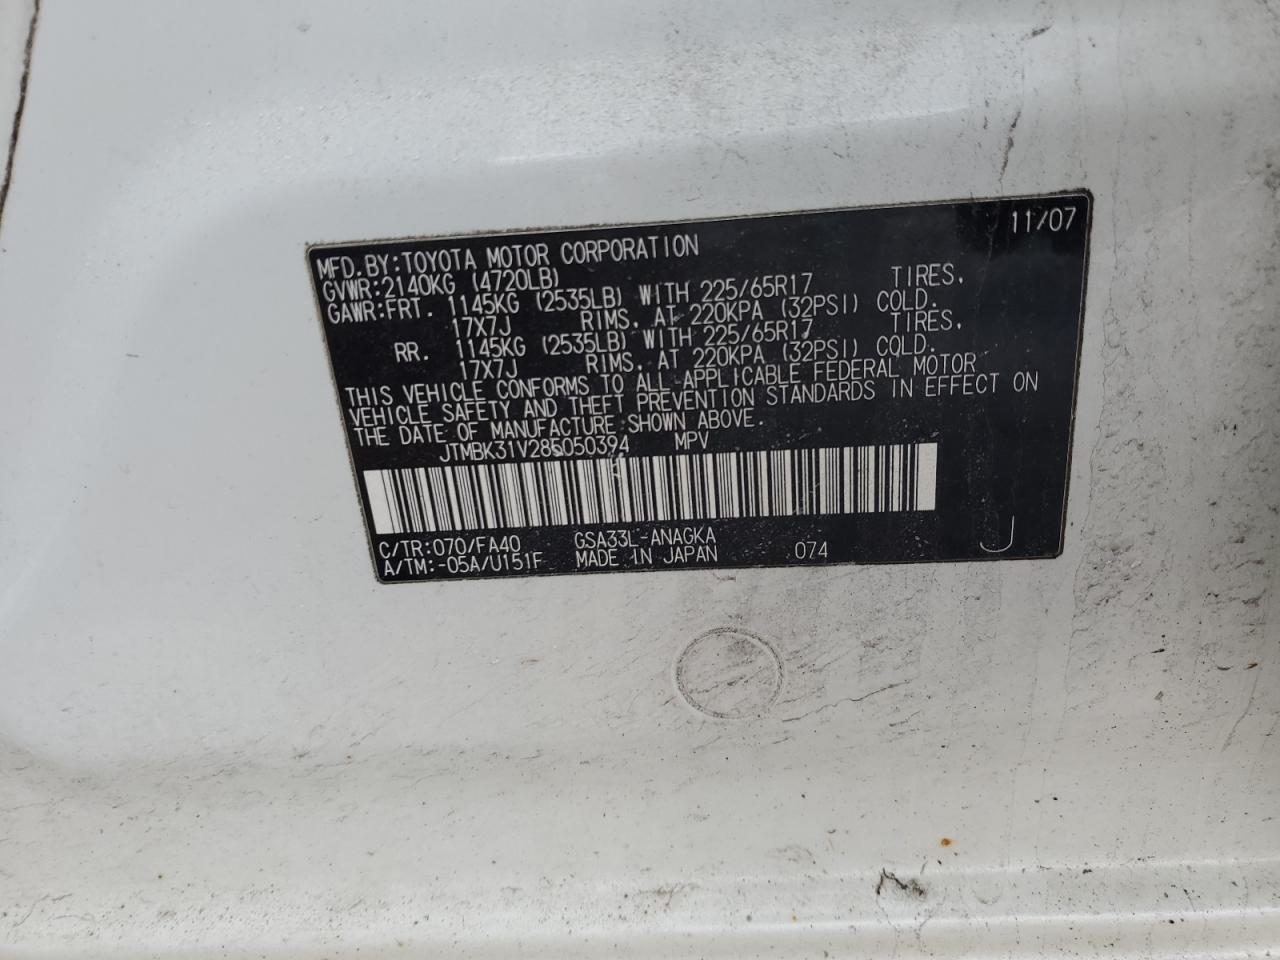 11/07
MFD.BY:TOYOTA MOTOR CORPORATION
GVWR:2140KG (4720LB)
GAWR:FRT. 1145KG (2535LB) WITH 225/65R17 TIRES,
17X7J RIMS, AT 220KPA (32PSI) COLD.
RR. 1145KG (2535LB) WITH 225/65R17 TIRES,
17X7J RIMS, AT 220KPA (32PSI) COLD.
THIS VEHICLE CONFORMS TO ALL APPLICABLE FEDERAL MOTOR
VEHICLE SAFETY AND THEFT PREVENTION STANDARDS IN EFFECT ON
THE DATE OF MANUFACTURE SHOWN ABOVE.
JTMBK31V285050394 MPV
C/TR:070/FA40 GSA33L-ANAGKA
A/TM:-05A/U151F MADE IN JAPAN 074 J